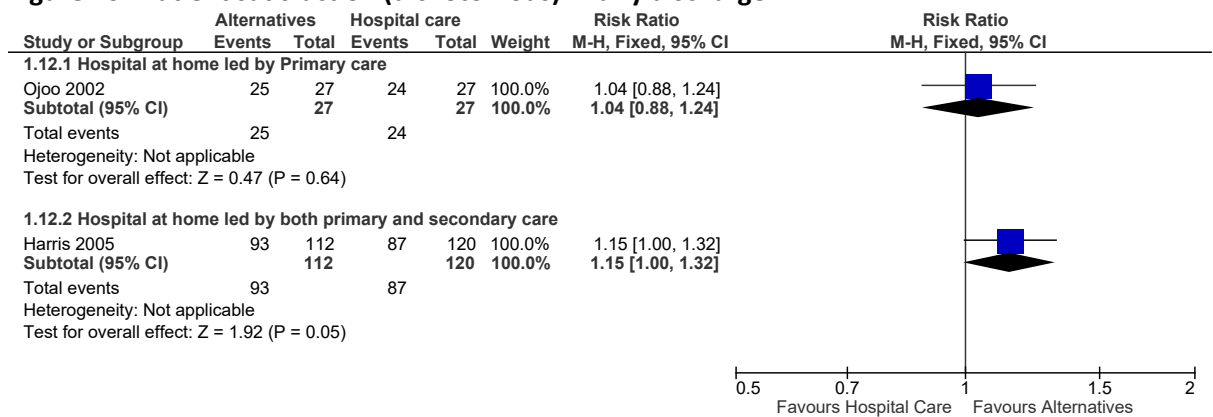 Alternatives Hospital care Risk Ratio Risk Ratio
Study or Subgroup Events Total Events Total Weight M-H, Fixed, 95% CI M-H, Fixed, 95% CI
1.12.1 Hospital at home led by Primary care
Ojoo 2002 25 27 24 27 100.0% 1.04 [0.88, 1.24]
Subtotal (95% CI) 27 27 100.0% 1.04 [0.88, 1.24]
Total events 25 24
Heterogeneity: Not applicable
Test for overall effect: Z = 0.47 (P = 0.64)
1.12.2 Hospital at home led by both primary and secondary care
Harris 2005 93 112 87 120 100.0% 1.15 [1.00, 1.32]
Subtotal (95% CI) 112 120 100.0% 1.15 [1.00, 1.32]
Total events 93 87
Heterogeneity: Not applicable
Test for overall effect: Z = 1.92 (P = 0.05)
0.5 0.7 1 1.5 2
Favours Hospital Care Favours Alternatives